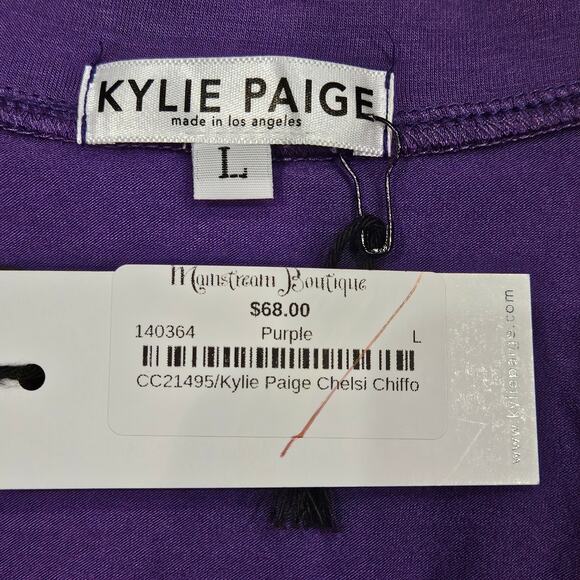 KYLIE PAIGE
made in los angeles
L
Mainstream Boutique
$68.00
140364 Purple L
CC21495/Kylie Paige Chelsi Chiffo
www.kyliepaige.com